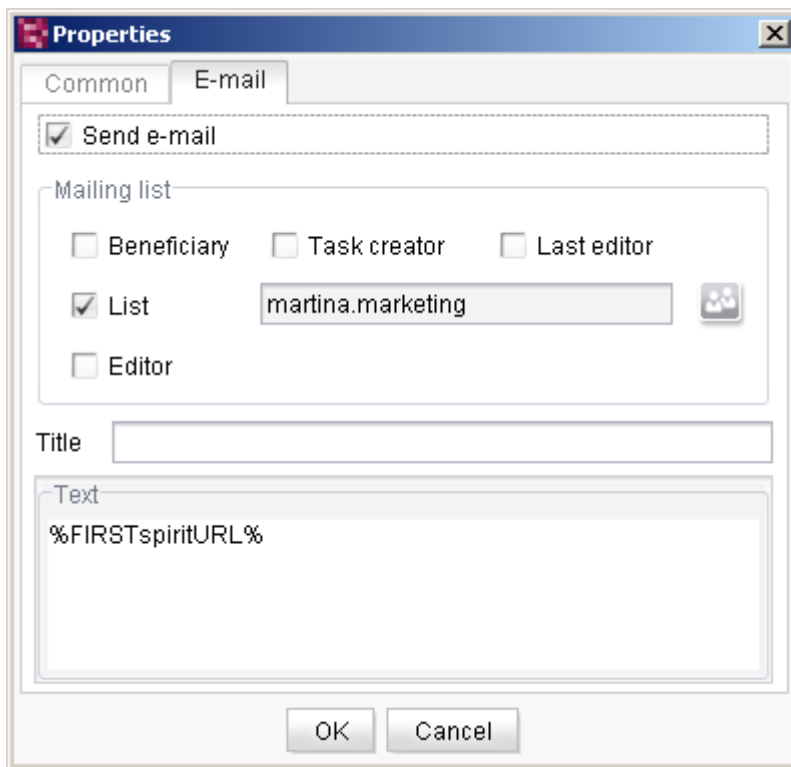 Properties
Common E-mail
Send e-mail
Mailing list
Beneficiary Task creator Last editor
List martina.marketing
Editor
Title
Text
%FIRSTspiritURL%
OK Cancel